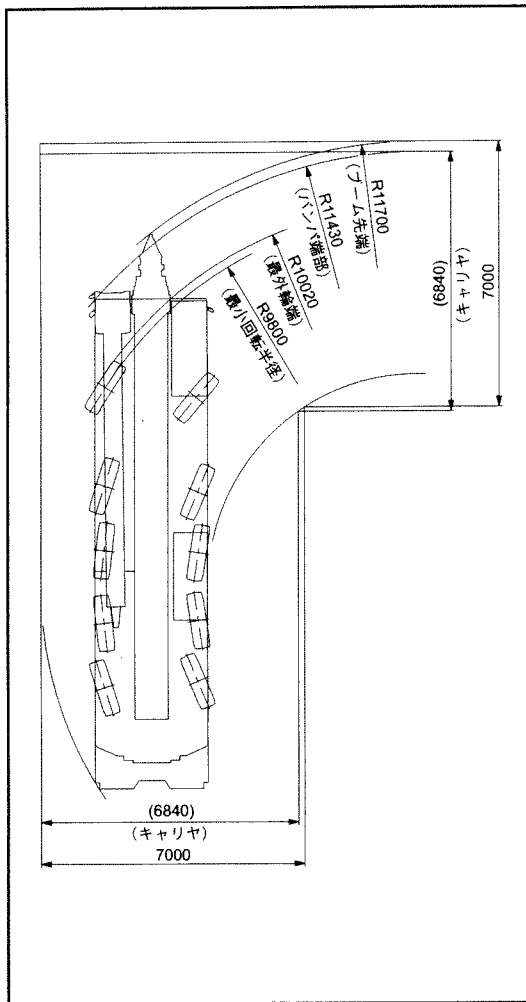 R11700
(ブーム先端)
R11430
(バンパ端部)
R10020
(最外輪端)
R9800
(最小回転半径)
(6840)
(キャリヤ)
7000
(6840)
(キャリヤ)
7000